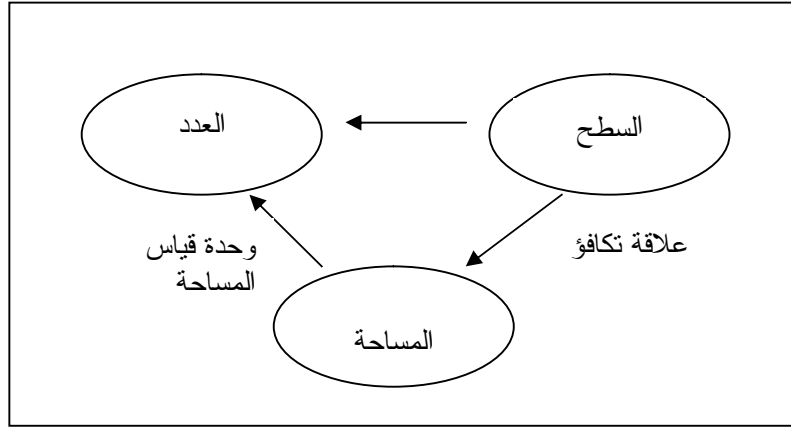 السطح
العدد
علاقة تكافؤ
وحدة قياس
المساحة
المساحة